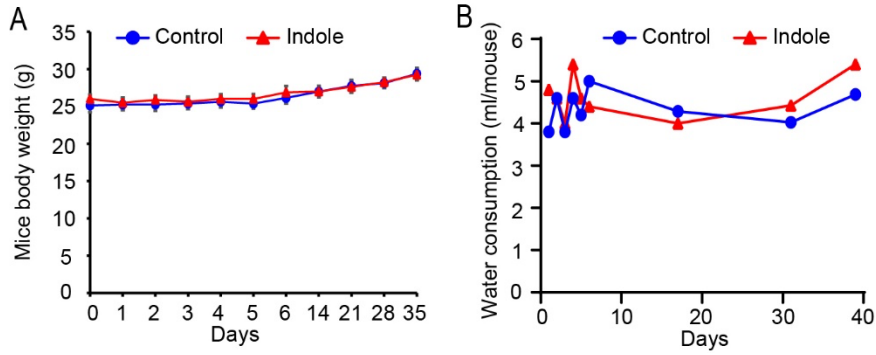 A
Control
Indole
Mice body weight (g)
35
30
25
20
15
10
5
0
0 1 2 3 4 5 6 14 21 28 35
Days
B
Control
Indole
Water consumption (ml/mouse)
6
5
4
3
2
1
0
0 10 20 30 40
Days